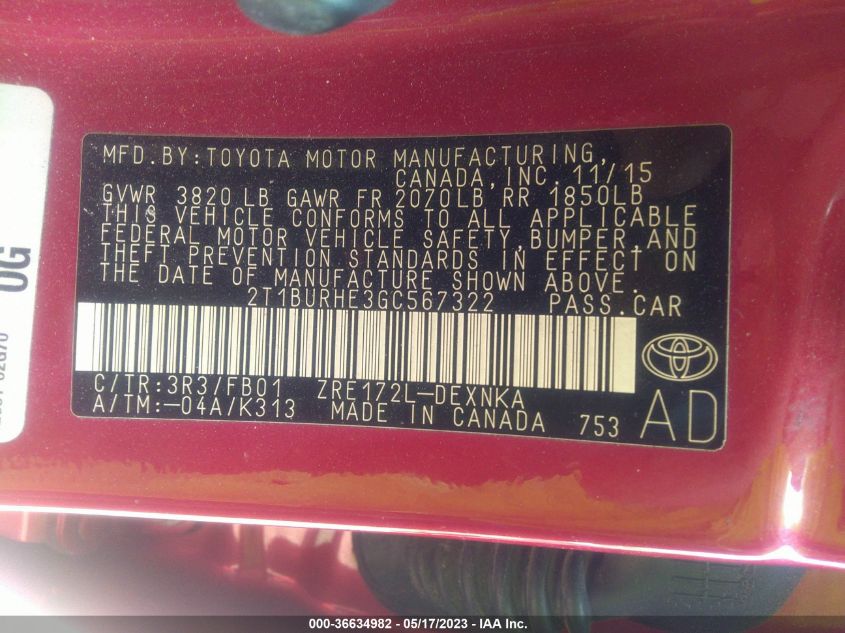 MFD.BY:TOYOTA MOTOR MANUFACTURING,
CANADA,INC. 11/15
GVWR 3820 LB GAWR FR 2070LB RR 1850LB
THIS VEHICLE CONFORMS TO ALL APPLICABLE
FEDERAL MOTOR VEHICLE SAFETY,BUMPER,AND
THEFT PREVENTION STANDARDS IN EFFECT ON
THE DATE OF MANUFACTURE SHOWN ABOVE.
2T1BURHE3GC567322 PASS.CAR
C/TR:3R3/FB01 ZRE172L-DEXNKA
A/TM:-04A/K313 MADE IN CANADA 753
AD
OG
000-36634982 - 05/17/2023 - IAA Inc.